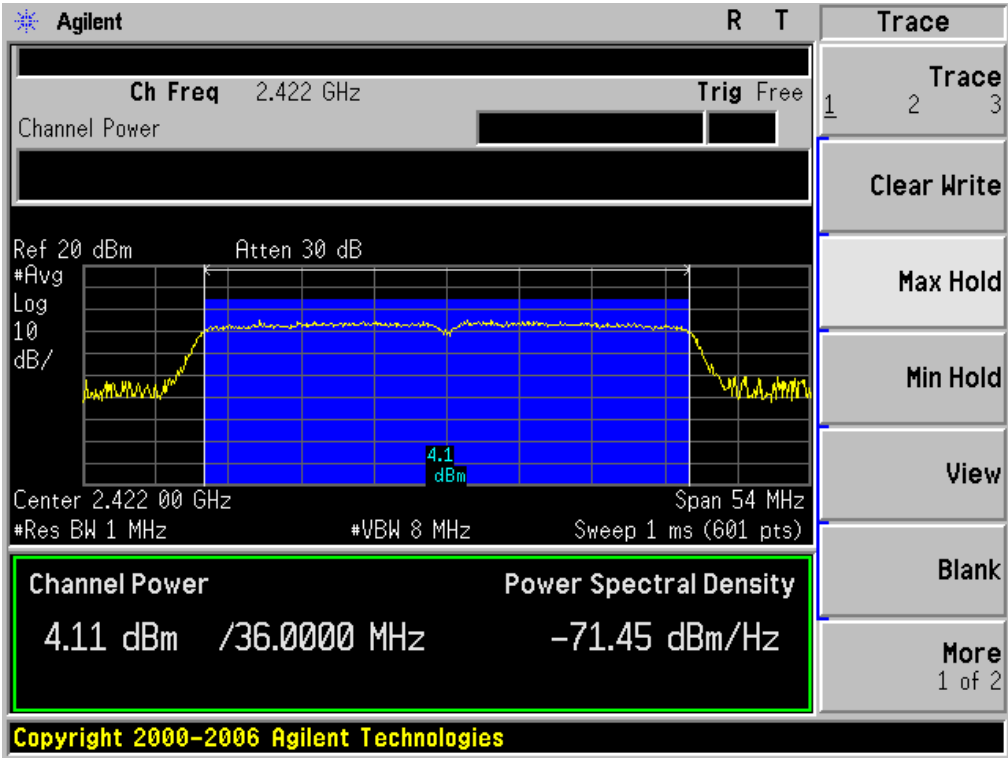 Agilent R T Trace
Ch Freq 2.422 GHz Trig Free
Channel Power
Trace
1 2 3
Clear Write
Max Hold
Min Hold
View
Blank
More
1 of 2
Ref 20 dBm Atten 30 dB
#Avg
Log
10
dB/
4.1
dBm
Center 2.422 00 GHz Span 54 MHz
#Res BW 1 MHz #VBW 8 MHz Sweep 1 ms (601 pts)
Channel Power Power Spectral Density
4.11 dBm /36.0000 MHz -71.45 dBm/Hz
Copyright 2000-2006 Agilent Technologies